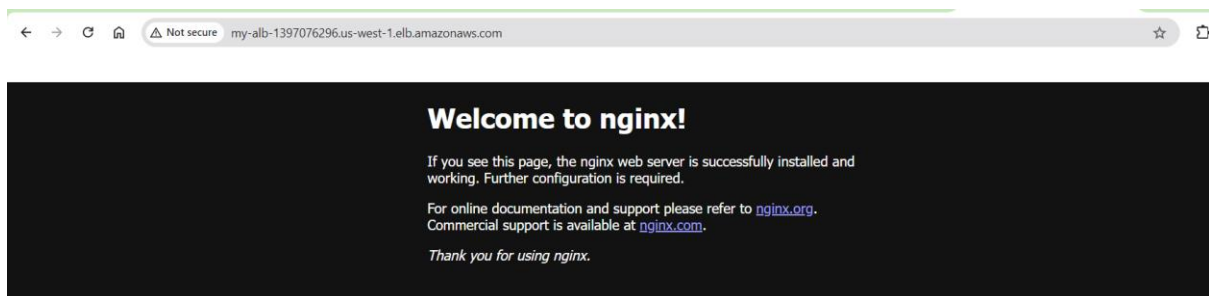 Not secure my-alb-1397076296.us-west-1.elb.amazonaws.com
Welcome to nginx!
If you see this page, the nginx web server is successfully installed and
working. Further configuration is required.
For online documentation and support please refer to nginx.org.
Commercial support is available at nginx.com.
Thank you for using nginx.